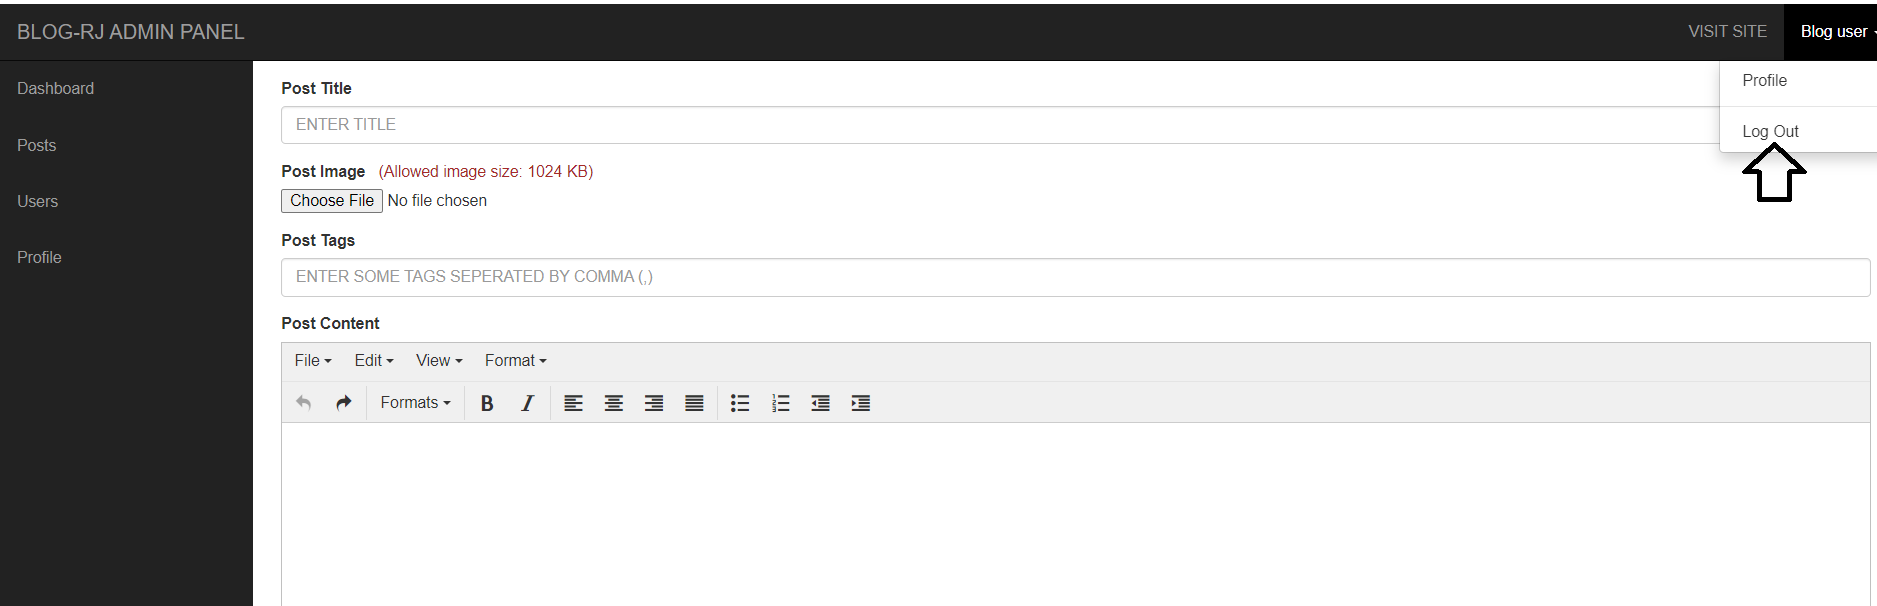 BLOG-RJ ADMIN PANEL
VISIT SITE
Blog user
Profile
Log Out
Dashboard
Posts
Users
Profile
Post Title
ENTER TITLE
Post Image (Allowed image size: 1024 KB)
Choose File No file chosen
Post Tags
ENTER SOME TAGS SEPERATED BY COMMA (,)
Post Content
File Edit View Format
Formats B I